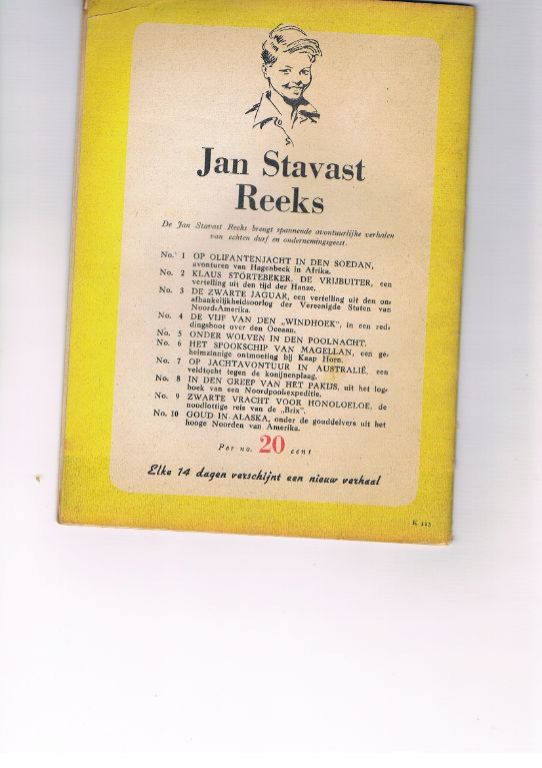 Jan Stavast
Reeks
De Jan Stavast Reeks brengt spannende avontuurlijke verhalen
van echten durf en ondernemingsgeest.
No. 1 OP OLIFANTENJACHT IN DEN SOEDAN,
avonturen van Hagenbeck in Afrika.
No. 2 KLAUS STÖRTEBEKER, DE VRIJBUITER, een
vertelling uit den tijd der Hanze.
No. 3 DE ZWARTE JAGUAR, een vertelling uit den on-
afhankelijkheidsoorlog der Vereenigde Staten van
Noord-Amerika.
No. 4 DE VIJF VAN DEN „WINDHOEK", in een red-
dingsboot over den Oceaan.
No. 5 ONDER WOLVEN IN DEN POOLNACHT.
No. 6 HET SPOOKSCHIP VAN MAGELLAN, een ge-
heimzinnige ontmoeting bij Kaap Horn.
No. 7 OP JACHTAVONTUUR IN AUSTRALIË, een
veldtocht tegen de konijnenplaag.
No. 8 IN DEN GREEP VAN HET PAKIJS, uit het log-
boek van een Noordpoolexpeditie.
No. 9 ZWARTE VRACHT VOOR HONOLOELOE, de
noodlottige reis van de „Brix".
No. 10 GOUD IN ALASKA, onder de gouddelvers uit het
hooge Noorden van Amerika.
Per no. 20 cent
Elke 14 dagen verschijnt een nieuw verhaal